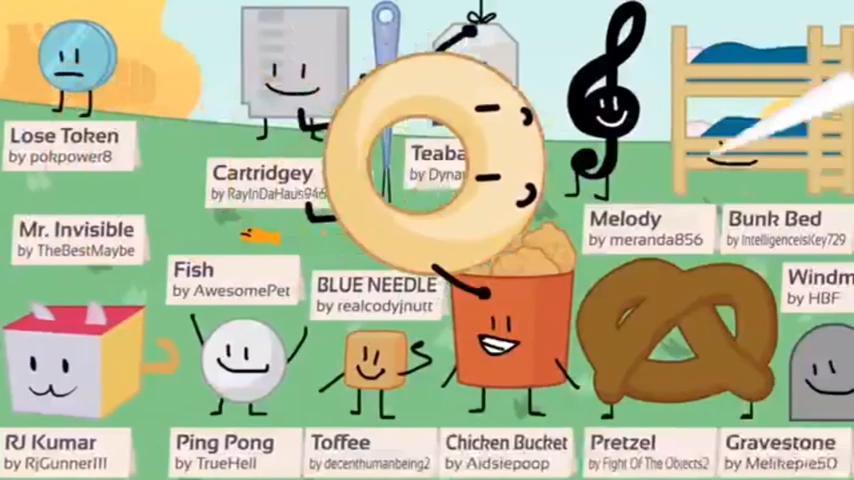 Lose Token
by pokpower8
Cartridgey
by RayInDaHaus946
Teaba
by Dyna
Melody
by meranda856
Bunk Bed
by IntelligenceisKey729
Mr. Invisible
by TheBestMaybe
Fish
by AwesomePet
BLUE NEEDLE
by realcodyjnutt
Windm
by HBF
RJ Kumar
by RjGunnerIII
Ping Pong
by TrueHell
Toffee
by decenthumanbeing2
Chicken Bucket
by Aidsiepoop
Pretzel
by Fight Of The Objects2
Gravestone
by Melikepie50